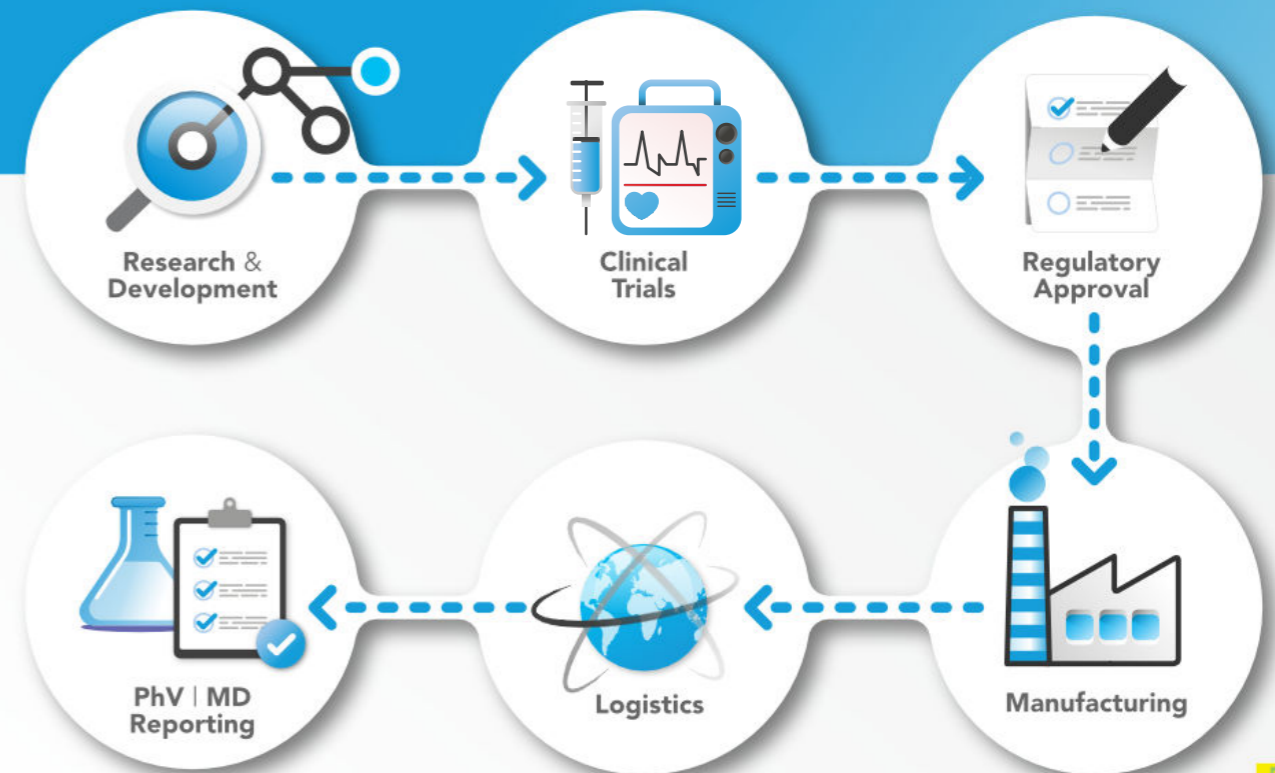 Research &
Development
Clinical
Trials
Regulatory
Approval
PhV | MD
Reporting
Logistics
Manufacturing